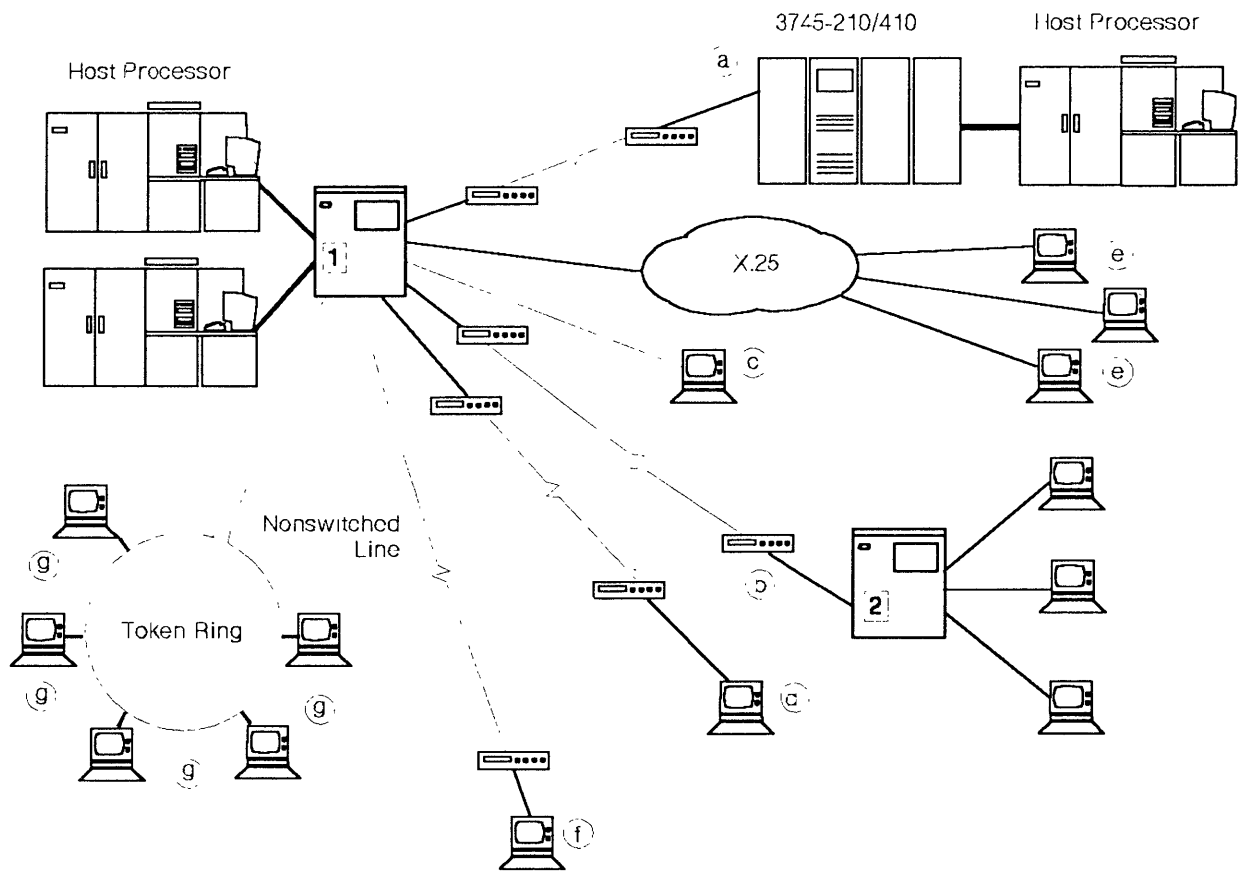 3745-210/410
Host Processor
Host Processor
a
1
X.25
e
c
e
Nonswitched
Line
g
b
2
Token Ring
g
g
d
g
f